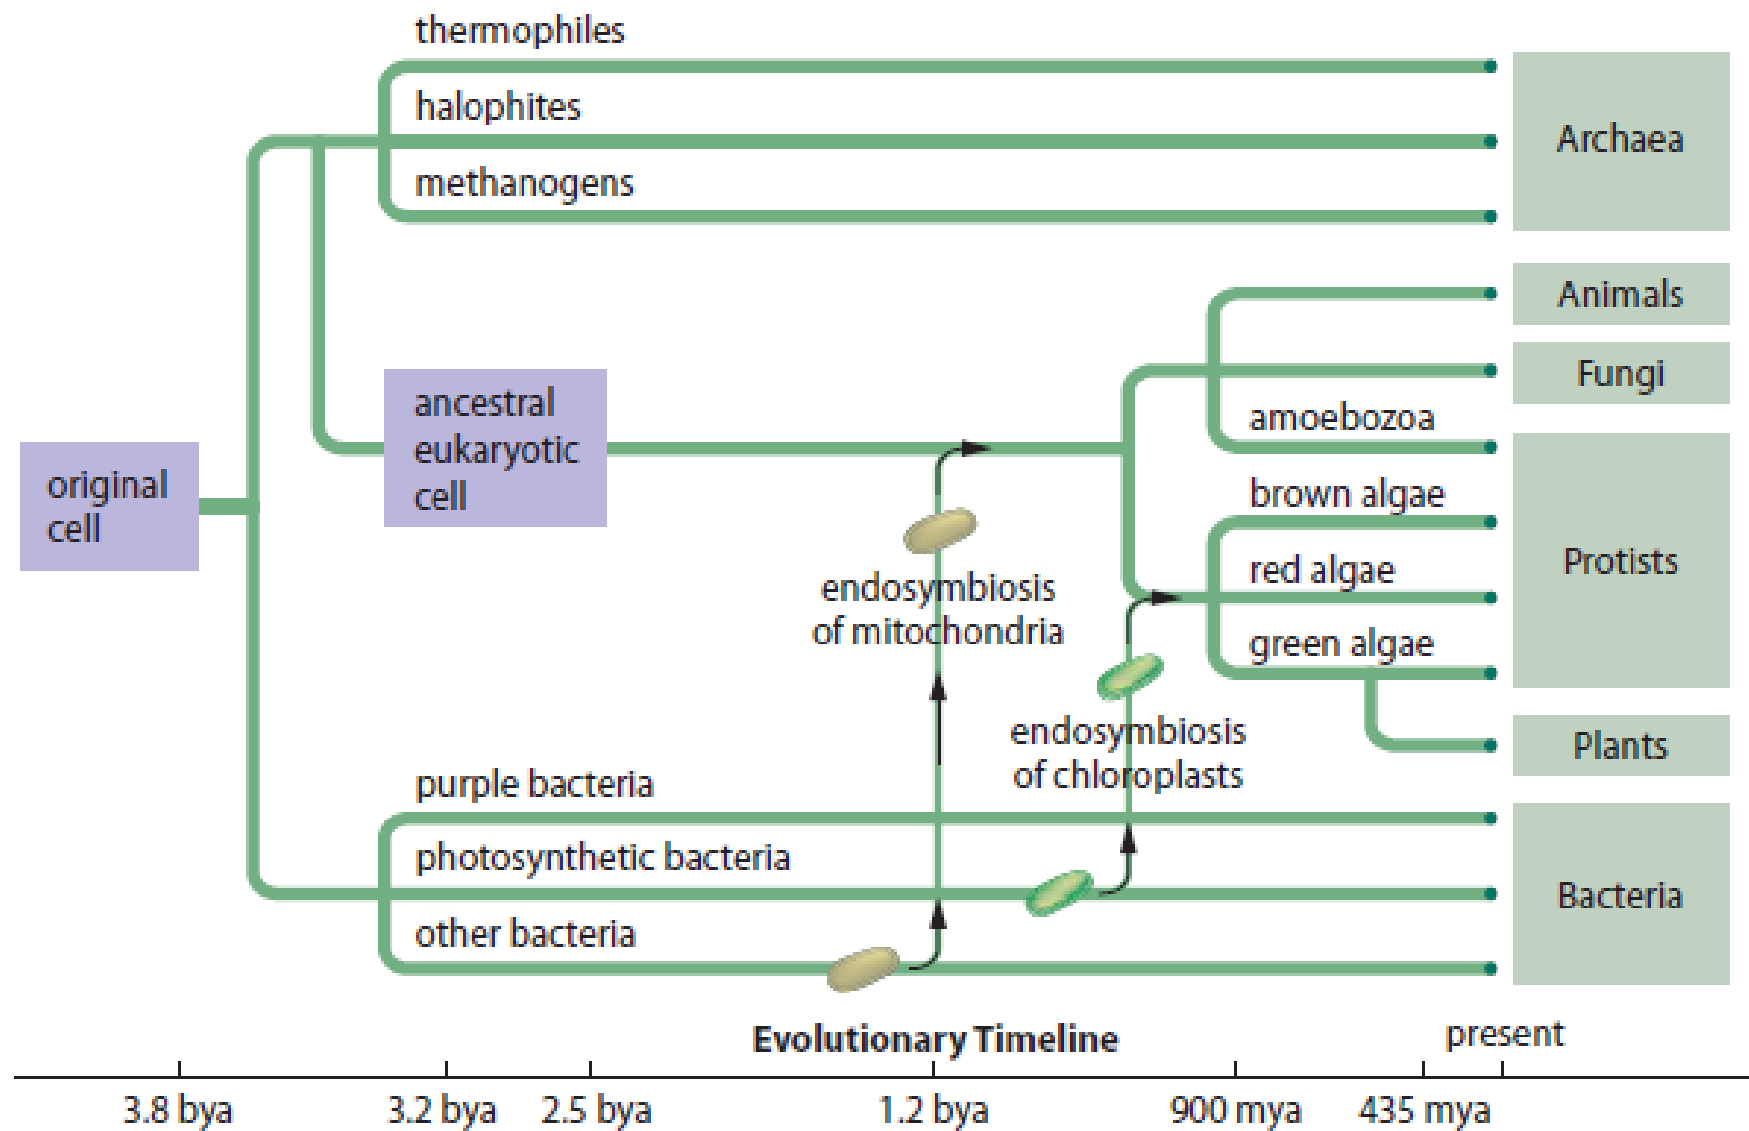 thermophiles
halophites
methanogens
Archaea
Animals
Fungi
amoebozoa
brown algae
red algae
green algae
Protists
Plants
original
cell
ancestral
eukaryotic
cell
endosymbiosis
of mitochondria
endosymbiosis
of chloroplasts
purple bacteria
photosynthetic bacteria
other bacteria
Bacteria
Evolutionary Timeline
present
3.8 bya
3.2 bya
2.5 bya
1.2 bya
900 mya
435 mya